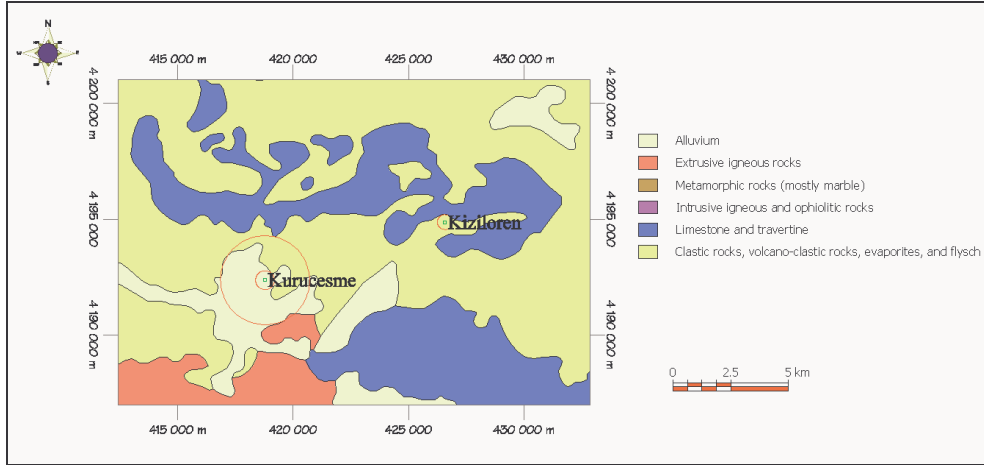 N
W E
S
415 000 m 420 000 m 425 000 m 430 000 m
4 200 000 m
4 195 000
4 190 000 m
4 200 000 m
4 195 000
4 190 000 m
Kiziloren
Kurucesme
415 000 m 420 000 m 425 000 m 430 000 m
Alluvium
Extrusive igneous rocks
Metamorphic rocks (mostly marble)
Intrusive igneous and ophiolitic rocks
Limestone and travertine
Clastic rocks, volcano-clastic rocks, evaporites, and flysch
0 2.5 5 km